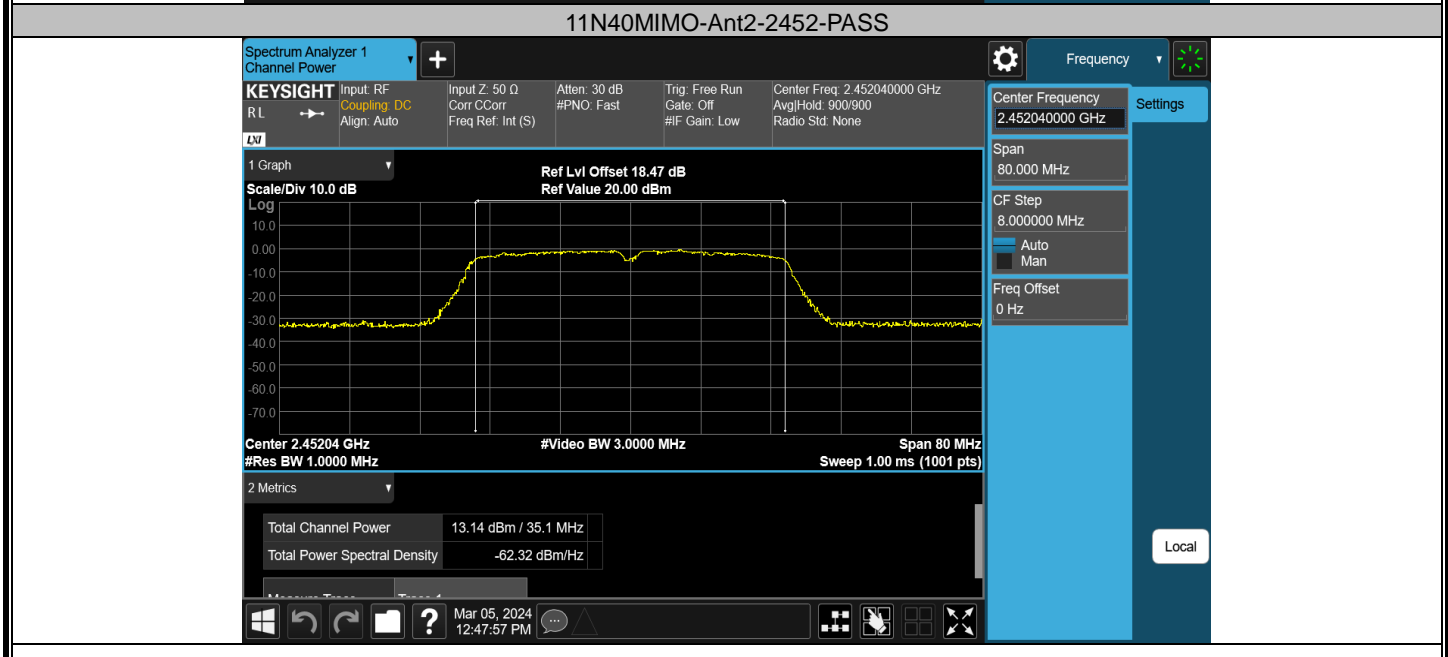 11N40MIMO-Ant2-2452-PASS
Spectrum Analyzer 1
Channel Power
Frequency
KEYSIGHT
R L
LXI
Input: RF
Coupling: DC
Align: Auto
Input Z: 50 Ω
Corr CCorr
Freq Ref: Int (S)
Atten: 30 dB
#PNO: Fast
Trig: Free Run
Gate: Off
#IF Gain: Low
Center Freq: 2.452040000 GHz
Avg|Hold: 900/900
Radio Std: None
Center Frequency
2.452040000 GHz
Settings
Span
80.000 MHz
CF Step
8.000000 MHz
Auto
Man
Freq Offset
0 Hz
1 Graph
Scale/Div 10.0 dB
Ref Lvl Offset 18.47 dB
Ref Value 20.00 dBm
Log
10.0
0.00
-10.0
-20.0
-30.0
-40.0
-50.0
-60.0
-70.0
Center 2.45204 GHz
#Video BW 3.0000 MHz
Span 80 MHz
#Res BW 1.0000 MHz
Sweep 1.00 ms (1001 pts)
2 Metrics
Total Channel Power 13.14 dBm / 35.1 MHz
Total Power Spectral Density -62.32 dBm/Hz
Measure Trace Trace 1
Local
?
Mar 05, 2024
12:47:57 PM